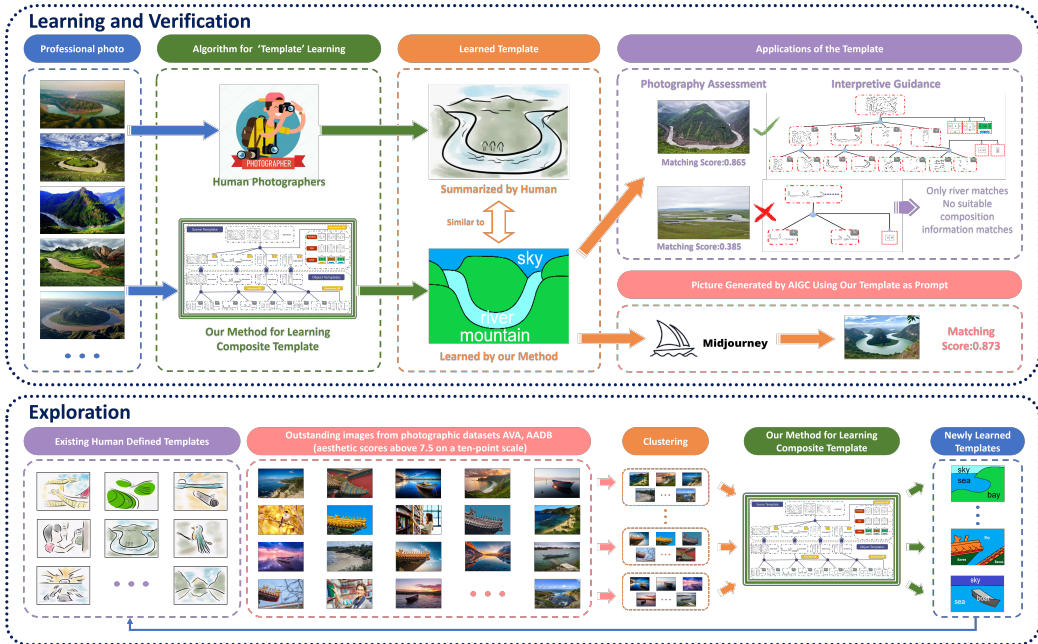 Learning and Verification
Professional photo
Algorithm for 'Template' Learning
Learned Template
Applications of the Template
PHOTOGRAPHER
Human Photographers
Our Method for Learning
Composite Template
Summarized by Human
Similar to
sky
river
mountain
Learned by our Method
Photography Assessment
Interpretive Guidance
Matching Score:0.865
Matching Score:0.385
Only river matches
No suitable
composition
information matches
Picture Generated by AIGC Using Our Template as Prompt
Midjourney
Matching
Score:0.873
Exploration
Existing Human Defined Templates
Outstanding images from photographic datasets AVA, AADB
(aesthetic scores above 7.5 on a ten-point scale)
Clustering
Our Method for Learning
Composite Template
Newly Learned
Templates
sky
sea
bay
sky
boat
sea